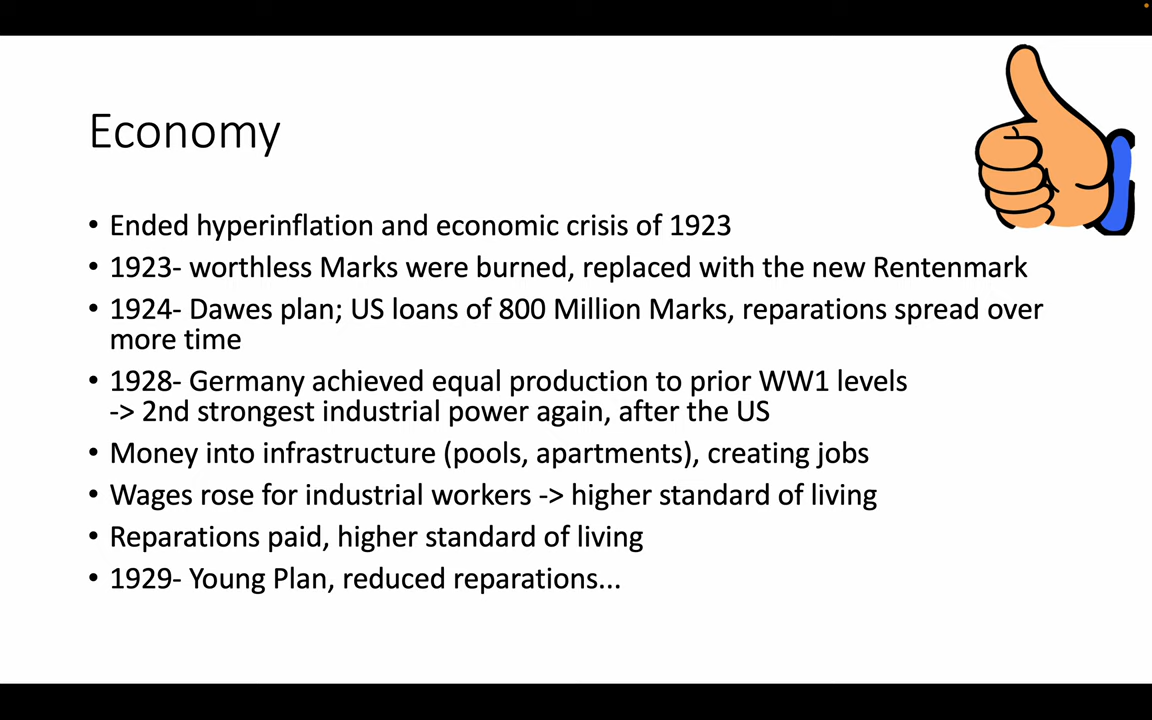 Economy
• Ended hyperinflation and economic crisis of 1923
• 1923- worthless Marks were burned, replaced with the new Rentenmark
• 1924- Dawes plan; US loans of 800 Million Marks, reparations spread over
more time
• 1928- Germany achieved equal production to prior WW1 levels
-> 2nd strongest industrial power again, after the US
• Money into infrastructure (pools, apartments), creating jobs
• Wages rose for industrial workers -> higher standard of living
• Reparations paid, higher standard of living
• 1929- Young Plan, reduced reparations...